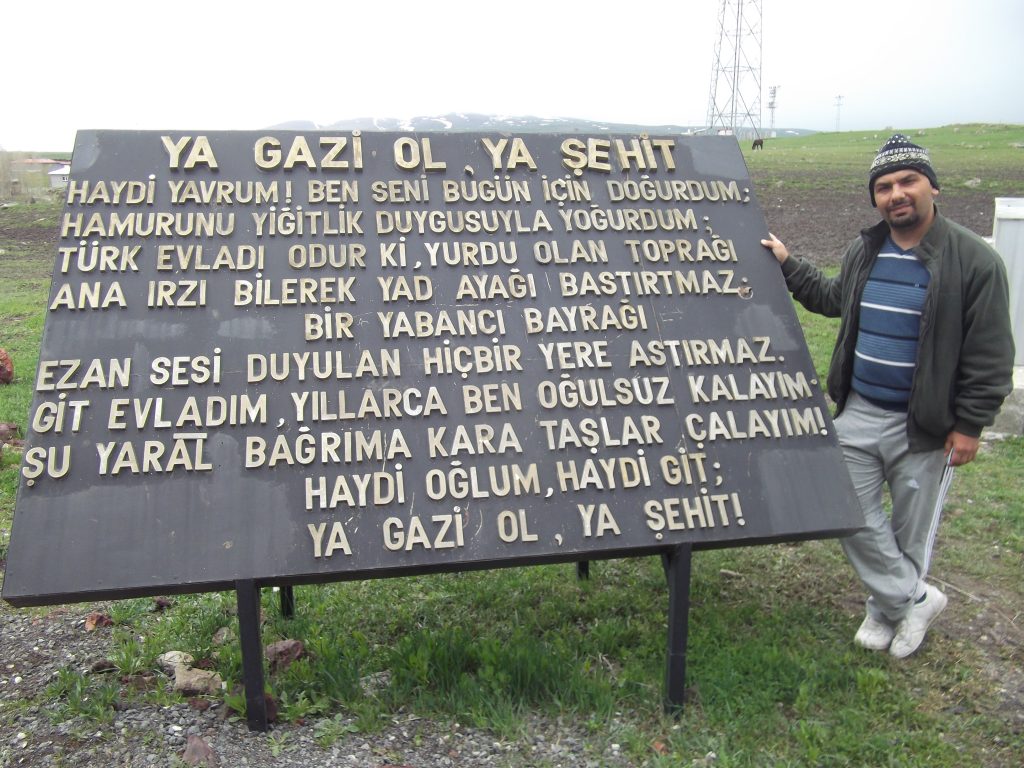 YA GAZİ OL, YA ŞEHİT
HAYDİ YAVRUM! BEN SENİ BUGÜN İÇİN DOĞURDUM;
HAMURUNU YİĞİTLİK DUYGUSUYLA YOĞURDUM;
TÜRK EVLADI ODUR Kİ, YURDU OLAN TOPRAĞI
ANA IRZI BİLEREK YAD AYAĞI BASTIRTMAZ.
BİR YABANCI BAYRAĞI
EZAN SESİ DUYULAN HİÇBİR YERE ASTIRMAZ.
GİT EVLADIM, YILLARCA BEN OĞULSUZ KALAYIM.
ŞU YARALI BAĞRIMA KARA TAŞLAR ÇALAYIM!
HAYDİ OĞLUM, HAYDİ GİT;
YA GAZİ OL, YA ŞEHİT!